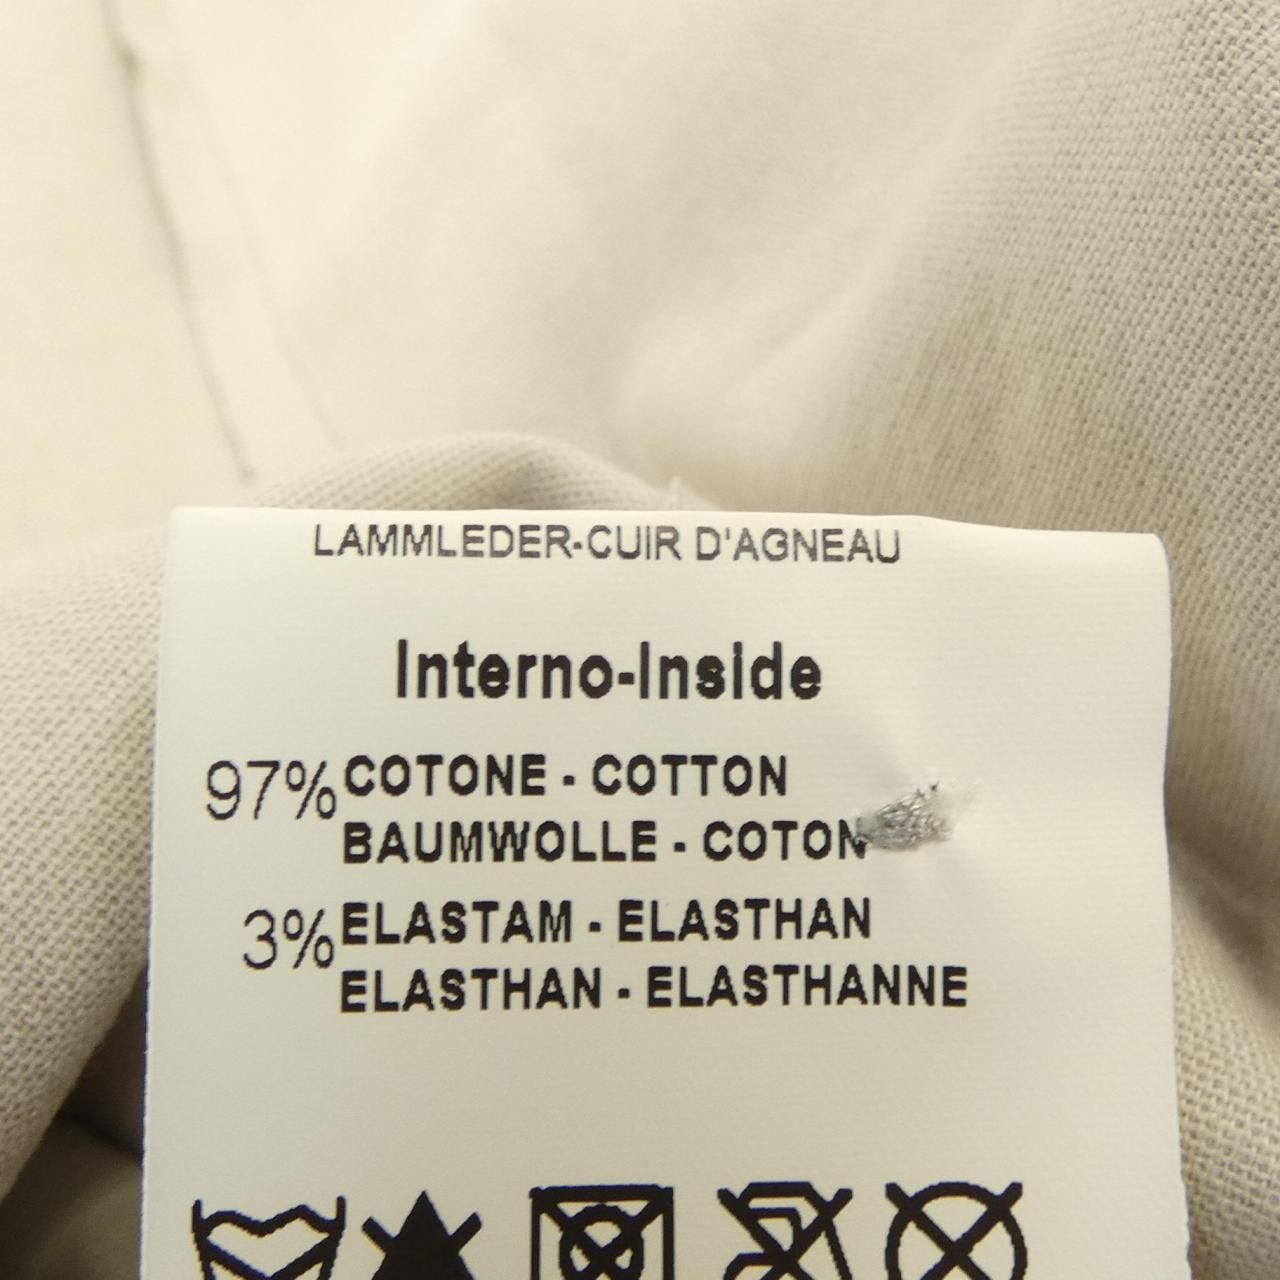 LAMMLEDER-CUIR D'AGNEAU
Interno-Inside
97% COTONE - COTTON
BAUMWOLLE - COTON
3% ELASTAM - ELASTHAN
ELASTHAN - ELASTHANNE